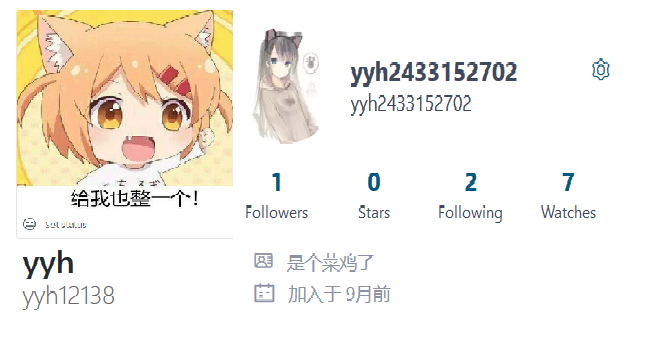 给我也整一个!
Set status
yyh
yyh12138
yyh2433152702
yyh2433152702
1 0 2 7
Followers Stars Following Watches
是个菜鸡了
加入于 9月前